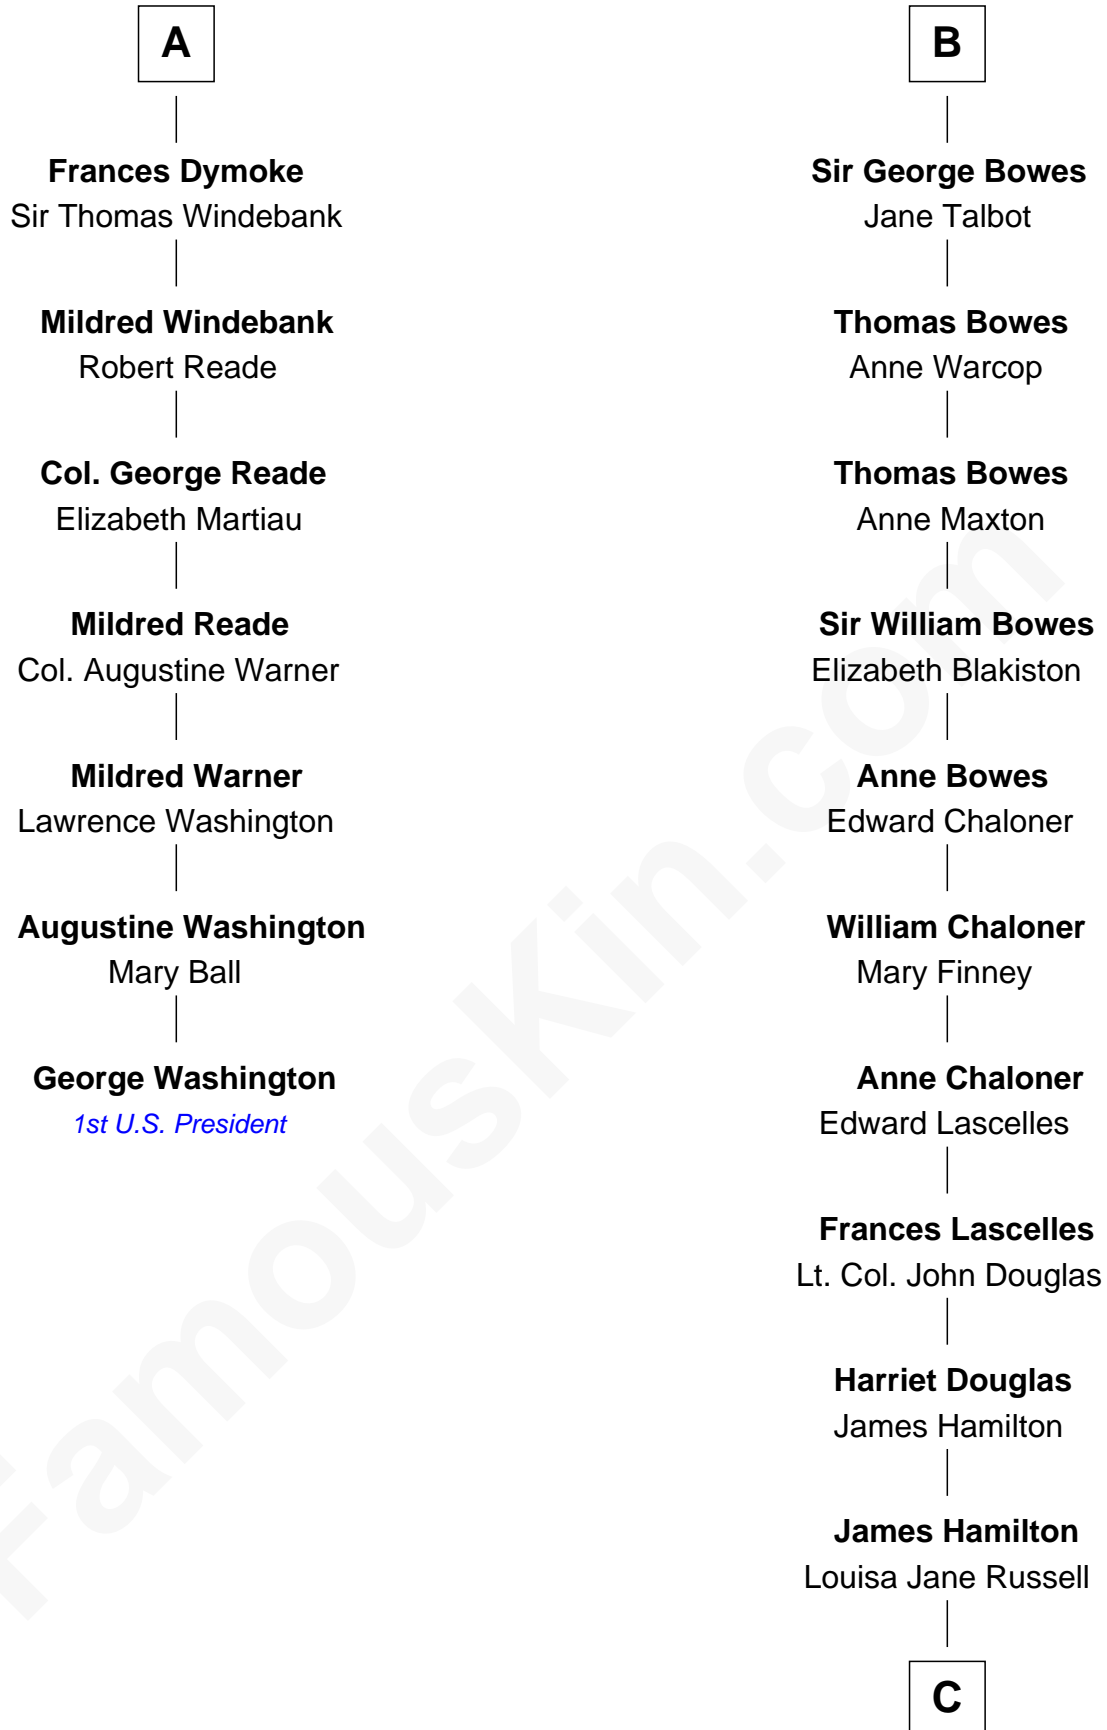 A
Frances Dymoke
Sir Thomas Windebank
Mildred Windebank
Robert Reade
Col. George Reade
Elizabeth Martiau
Mildred Reade
Col. Augustine Warner
Mildred Warner
Lawrence Washington
Augustine Washington
Mary Ball
George Washington
1st U.S. President
B
Sir George Bowes
Jane Talbot
Thomas Bowes
Anne Warcop
Thomas Bowes
Anne Maxton
Sir William Bowes
Elizabeth Blakiston
Anne Bowes
Edward Chaloner
William Chaloner
Mary Finney
Anne Chaloner
Edward Lascelles
Frances Lascelles
Lt. Col. John Douglas
Harriet Douglas
James Hamilton
James Hamilton
Louisa Jane Russell
C
FamousKin.com